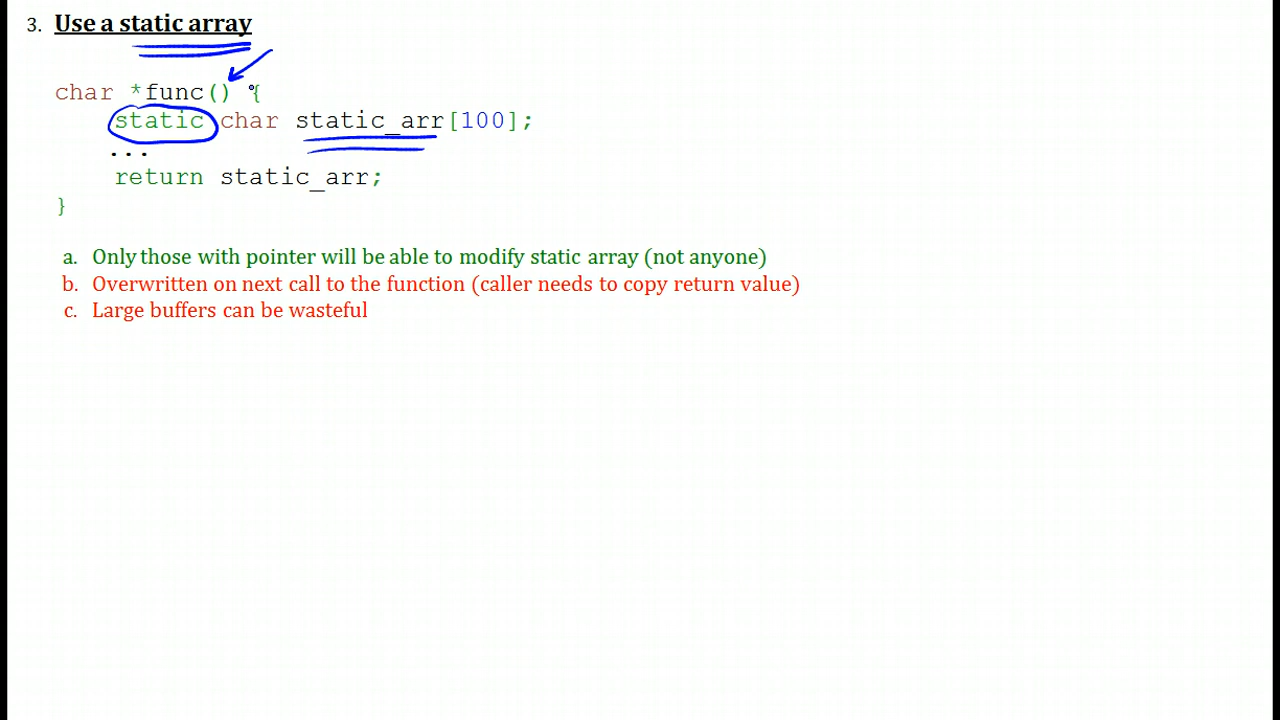 3. Use a static array
char *func() {
static char static_arr[100];
...
return static_arr;
}
a. Only those with pointer will be able to modify static array (not anyone)
b. Overwritten on next call to the function (caller needs to copy return value)
c. Large buffers can be wasteful